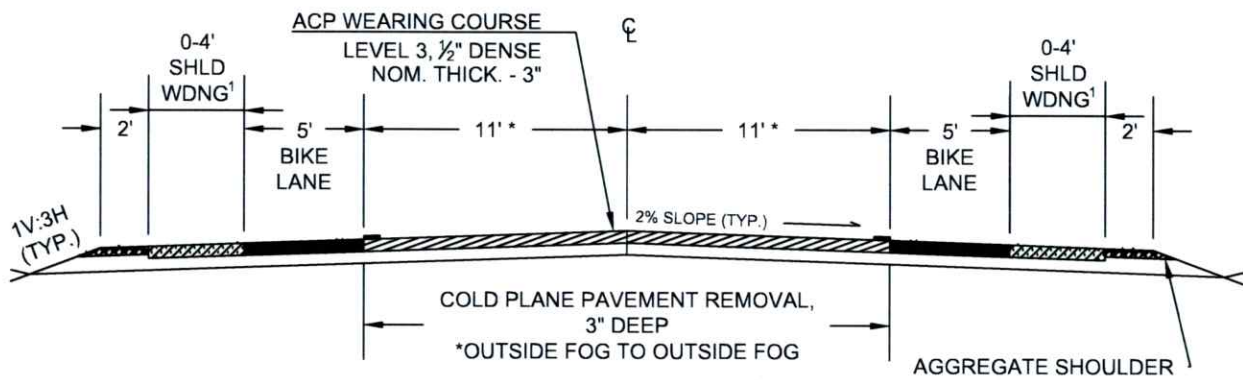 ACP WEARING COURSE
LEVEL 3, ½" DENSE
NOM. THICK. - 3"
℄
0-4'
SHLD
WDNG¹
0-4'
SHLD
WDNG¹
2'
5'
BIKE
LANE
11' *
11' *
5'
BIKE
LANE
2'
1V:3H
(TYP.)
2% SLOPE (TYP.)
COLD PLANE PAVEMENT REMOVAL,
3" DEEP
*OUTSIDE FOG TO OUTSIDE FOG
AGGREGATE SHOULDER